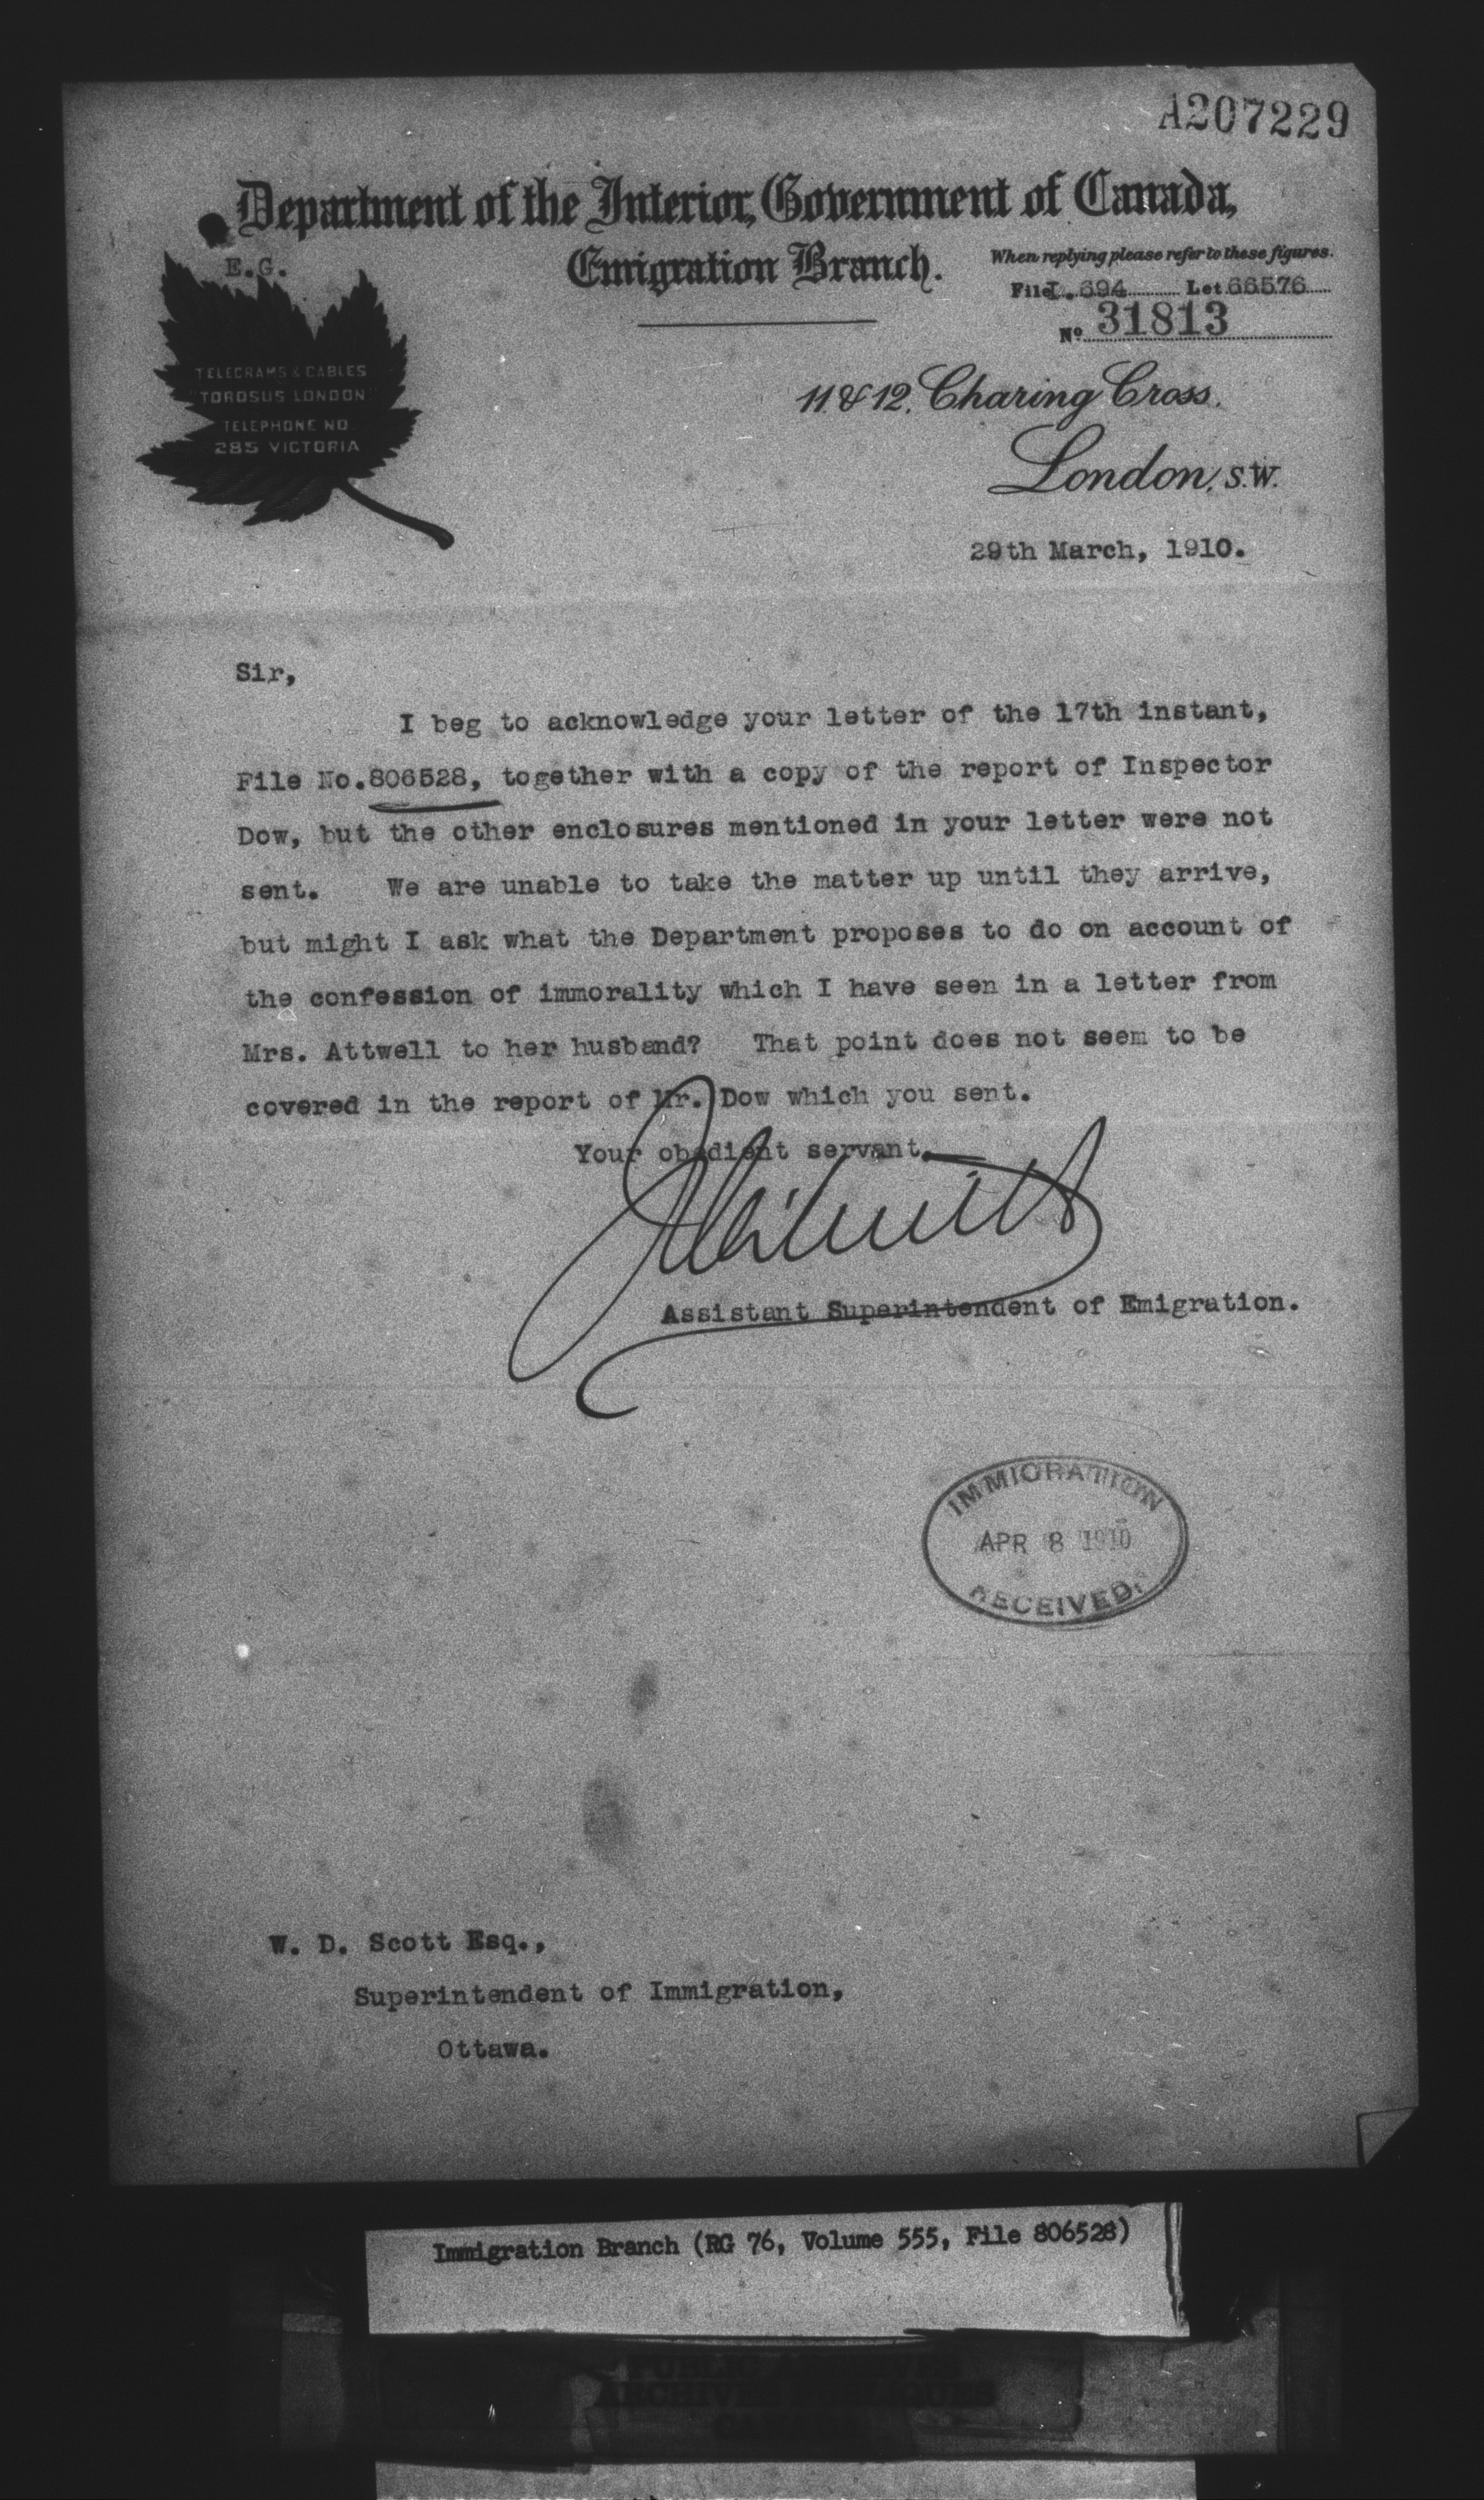 A207229
Department of the Interior, Government of Canada,
Emigration Branch.
When replying please refer to these figures.
E.G.
File I.694 Let 66576
No. 31813
TELEGRAMS & CABLES
"TOROSUS LONDON"
TELEPHONE NO.
285 VICTORIA
11 & 12, Charing Cross,
London, S.W.
29th March, 1910.
Sir,
I beg to acknowledge your letter of the 17th instant,
File No.806528, together with a copy of the report of Inspector
Dow, but the other enclosures mentioned in your letter were not
sent. We are unable to take the matter up until they arrive,
but might I ask what the Department proposes to do on account of
the confession of immorality which I have seen in a letter from
Mrs. Attwell to her husband? That point does not seem to be
covered in the report of Mr. Dow which you sent.
Your obedient servant,
Assistant Superintendent of Emigration.
IMMIGRATION
APR 8 1910
RECEIVED.
W. D. Scott Esq.,
Superintendent of Immigration,
Ottawa.
Immigration Branch (RG 76, Volume 555, File 806528)
PUBLIC ARCHIVES
ARCHIVES PUBLIQUES
CANADA